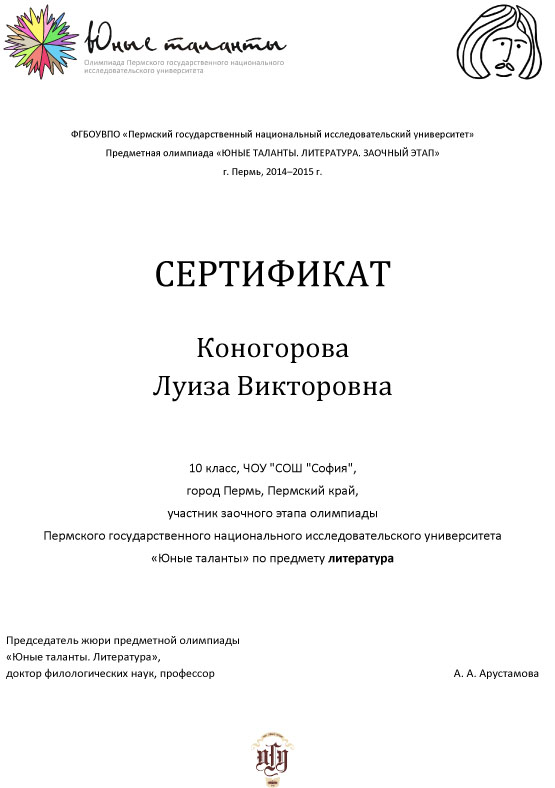 Юные таланты
Олимпиада Пермского государственного национального
исследовательского университета
ФГБОУВПО «Пермский государственный национальный исследовательский университет»
Предметная олимпиада «ЮНЫЕ ТАЛАНТЫ. ЛИТЕРАТУРА. ЗАОЧНЫЙ ЭТАП»
г. Пермь, 2014–2015 г.
СЕРТИФИКАТ
Коногорова
Луиза Викторовна
10 класс, ЧОУ "СОШ "София",
город Пермь, Пермский край,
участник заочного этапа олимпиады
Пермского государственного национального исследовательского университета
«Юные таланты» по предмету литература
Председатель жюри предметной олимпиады
«Юные таланты. Литература»,
доктор филологических наук, профессор
А. А. Арустамова